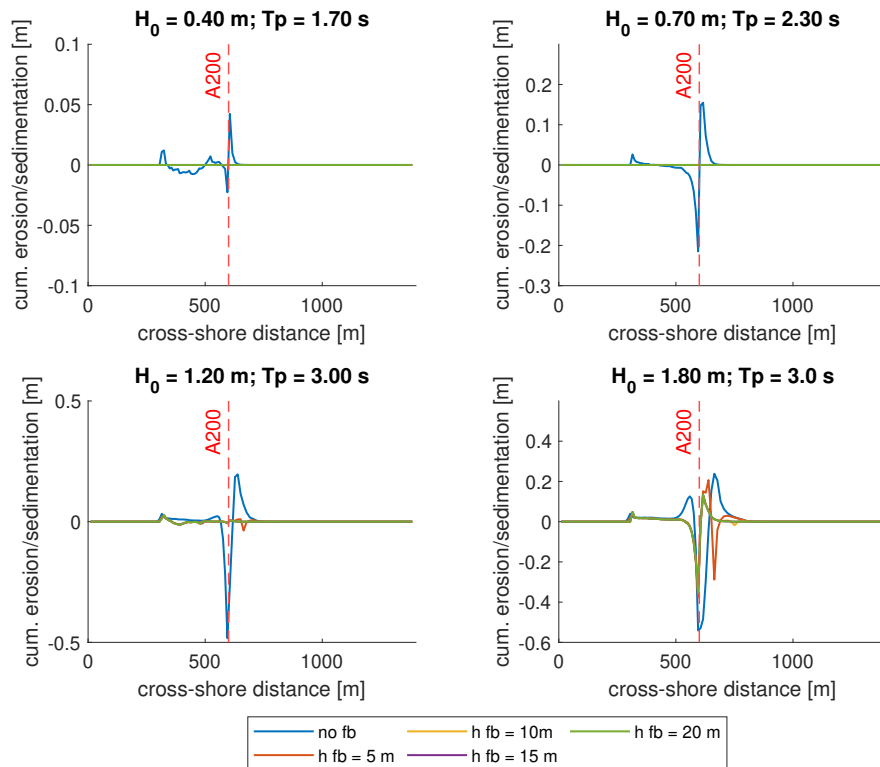 H_0 = 0.40 m; Tp = 1.70 s
cum. erosion/sedimentation [m]
0.1
0.05
0
-0.05
-0.1
A200
0 500 1000
cross-shore distance [m]
H_0 = 0.70 m; Tp = 2.30 s
cum. erosion/sedimentation [m]
0.2
0.1
0
-0.1
-0.2
-0.3
A200
0 500 1000
cross-shore distance [m]
H_0 = 1.20 m; Tp = 3.00 s
cum. erosion/sedimentation [m]
0.5
0
-0.5
A200
0 500 1000
cross-shore distance [m]
H_0 = 1.80 m; Tp = 3.0 s
cum. erosion/sedimentation [m]
0.4
0.2
0
-0.2
-0.4
-0.6
A200
0 500 1000
cross-shore distance [m]
no fb h fb = 10m h fb = 20 m
h fb = 5 m h fb = 15 m